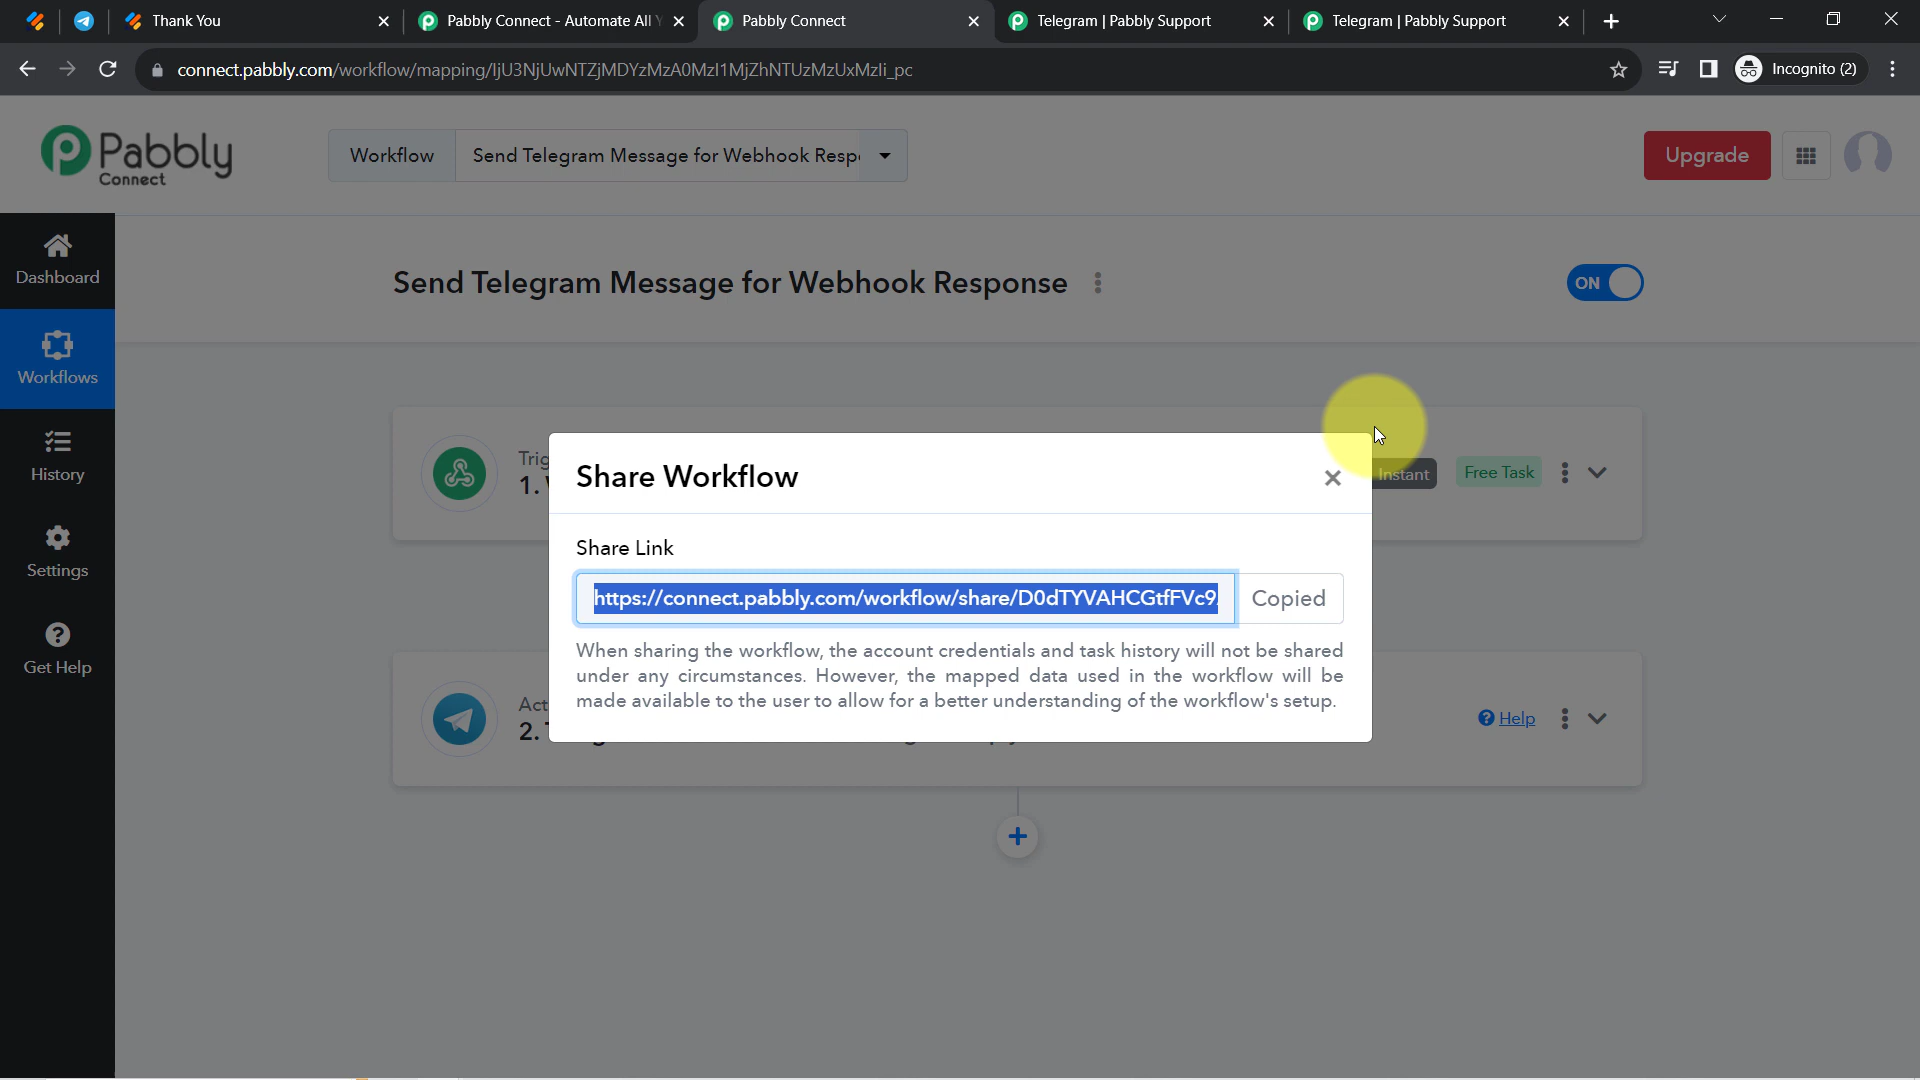 Thank You
Pabbly Connect - Automate All
Pabbly Connect
Telegram | Pabbly Support
Telegram | Pabbly Support
connect.pabbly.com/workflow/mapping/IjU3NjUwNTZjMDYzMzA0MzI1MjZhNTUzMzUxMzIi_pc
Incognito (2)
Pabbly
Connect
Workflow
Send Telegram Message for Webhook Resp
Upgrade
Dashboard
Workflows
History
Settings
Get Help
Send Telegram Message for Webhook Response
ON
Trig
1.
Instant
Free Task
Share Workflow
Share Link
https://connect.pabbly.com/workflow/share/D0dTYVAHCGtfFVc9
Copied
When sharing the workflow, the account credentials and task history will not be shared
under any circumstances. However, the mapped data used in the workflow will be
made available to the user to allow for a better understanding of the workflow's setup.
Act
2.
Help